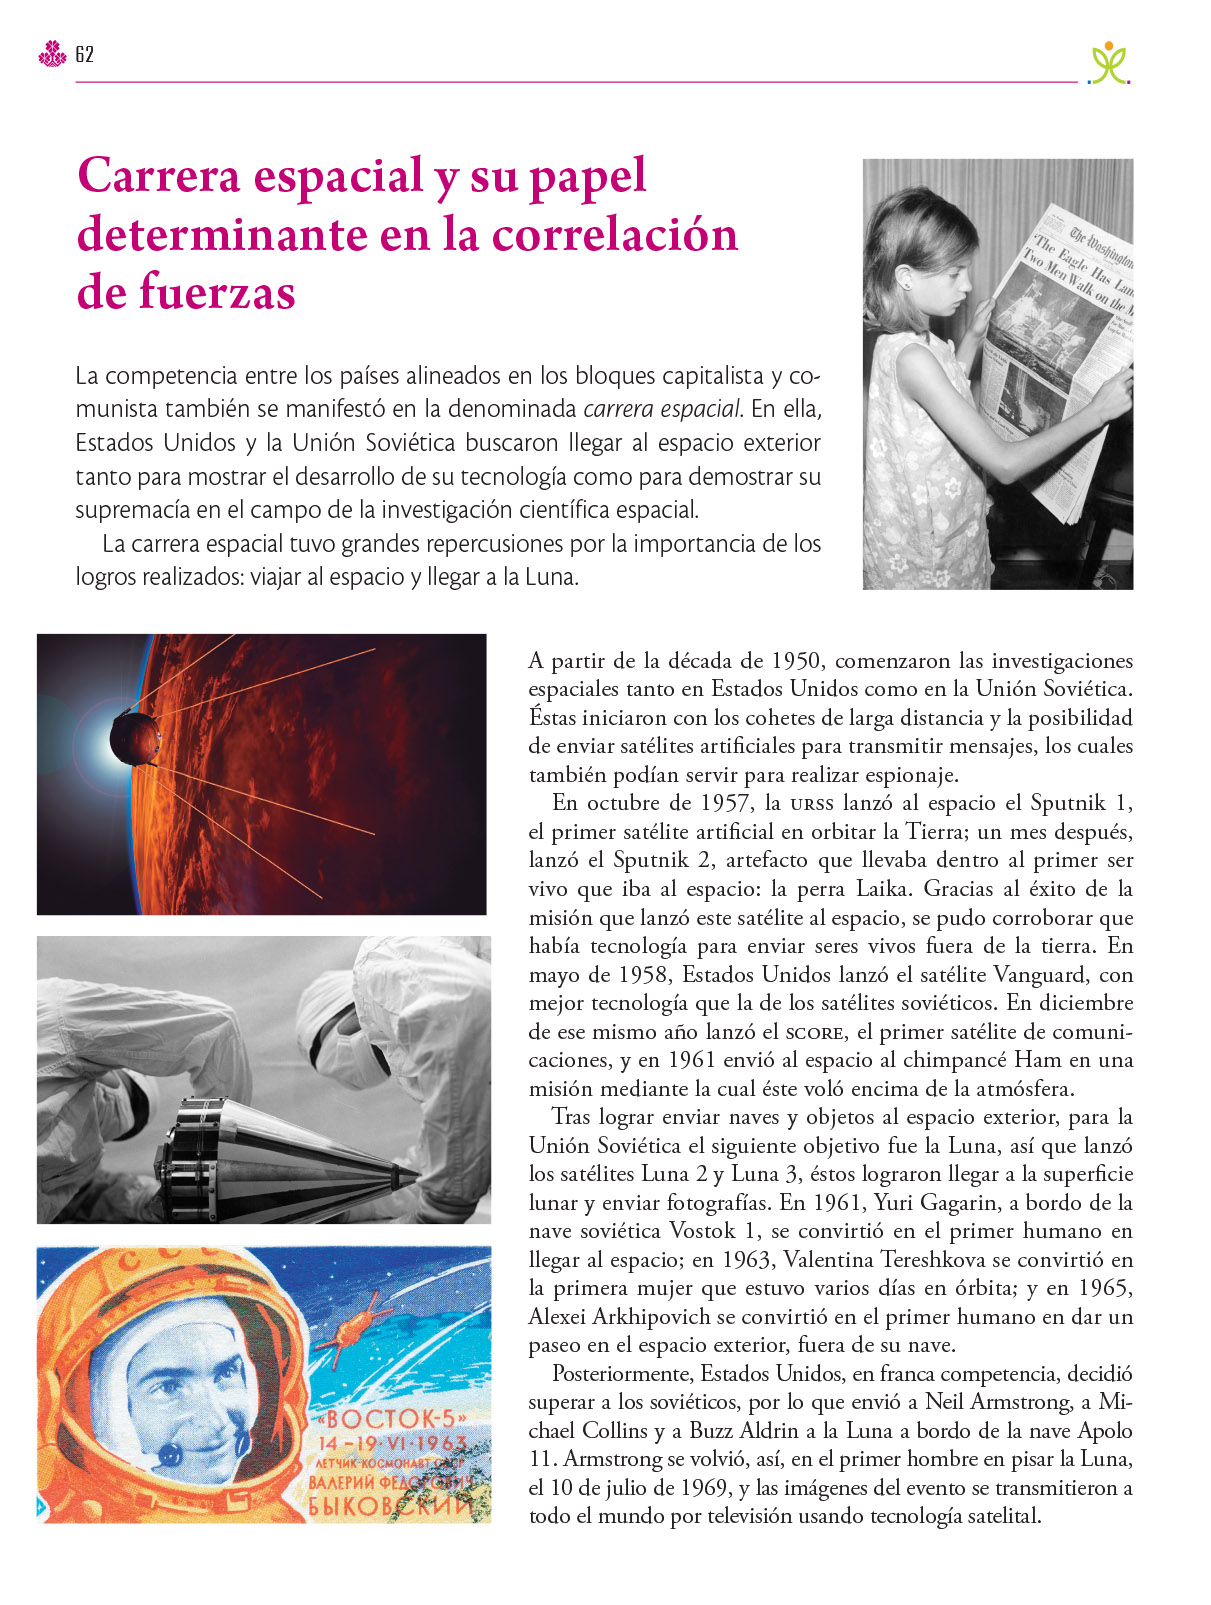 62
Carrera espacial y su papel
determinante en la correlación
de fuerzas
La competencia entre los países alineados en los bloques capitalista y co-
munista también se manifestó en la denominada carrera espacial. En ella,
Estados Unidos y la Unión Soviética buscaron llegar al espacio exterior
tanto para mostrar el desarrollo de su tecnología como para demostrar su
supremacía en el campo de la investigación científica espacial.
La carrera espacial tuvo grandes repercusiones por la importancia de los
logros realizados: viajar al espacio y llegar a la Luna.
The Washington
'The Eagle Has Lan
Two Men Walk on the M
A partir de la década de 1950, comenzaron las investigaciones
espaciales tanto en Estados Unidos como en la Unión Soviética.
Éstas iniciaron con los cohetes de larga distancia y la posibilidad
de enviar satélites artificiales para transmitir mensajes, los cuales
también podían servir para realizar espionaje.
En octubre de 1957, la URSS lanzó al espacio el Sputnik 1,
el primer satélite artificial en orbitar la Tierra; un mes después,
lanzó el Sputnik 2, artefacto que llevaba dentro al primer ser
vivo que iba al espacio: la perra Laika. Gracias al éxito de la
misión que lanzó este satélite al espacio, se pudo corroborar que
había tecnología para enviar seres vivos fuera de la tierra. En
mayo de 1958, Estados Unidos lanzó el satélite Vanguard, con
mejor tecnología que la de los satélites soviéticos. En diciembre
de ese mismo año lanzó el SCORE, el primer satélite de comuni-
caciones, y en 1961 envió al espacio al chimpancé Ham en una
misión mediante la cual éste voló encima de la atmósfera.
Tras lograr enviar naves y objetos al espacio exterior, para la
Unión Soviética el siguiente objetivo fue la Luna, así que lanzó
los satélites Luna 2 y Luna 3, éstos lograron llegar a la superficie
lunar y enviar fotografías. En 1961, Yuri Gagarin, a bordo de la
nave soviética Vostok 1, se convirtió en el primer humano en
llegar al espacio; en 1963, Valentina Tereshkova se convirtió en
la primera mujer que estuvo varios días en órbita; y en 1965,
Alexei Arkhipovich se convirtió en el primer humano en dar un
paseo en el espacio exterior, fuera de su nave.
Posteriormente, Estados Unidos, en franca competencia, decidió
superar a los soviéticos, por lo que envió a Neil Armstrong, a Mi-
chael Collins y a Buzz Aldrin a la Luna a bordo de la nave Apolo
11. Armstrong se volvió, así, en el primer hombre en pisar la Luna,
el 10 de julio de 1969, y las imágenes del evento se transmitieron a
todo el mundo por televisión usando tecnología satelital.
СССР
«ВОСТОК-5»
14-19·VI·1963
ЛЕТЧИК-КОСМОНАВТ СССР
ВАЛЕРИЙ ФЕДОРОВИЧ
БЫКОВСКИЙ